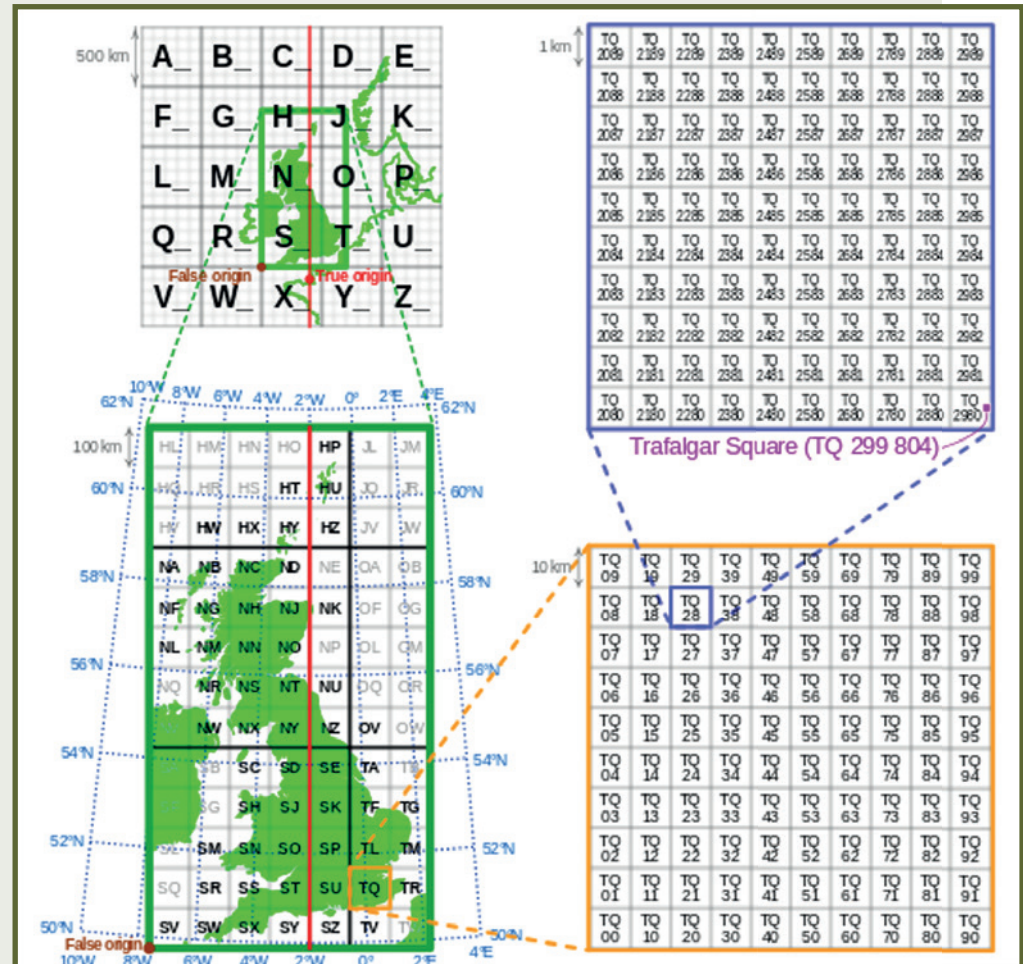 500 km
A_ B_ C_ D_ E_
F_ G_ H_ J_ K_
L_ M_ N_ O_ P_
Q_ R_ S_ T_ U_
False origin
True origin
V_ W_ X_ Y_ Z_
1 km
TQ TQ TQ TQ TQ TQ TQ TQ TQ TQ
2089 2189 2289 2389 2489 2589 2689 2789 2889 2989
TQ TQ TQ TQ TQ TQ TQ TQ TQ TQ
2088 2188 2288 2388 2488 2588 2688 2788 2888 2988
TQ TQ TQ TQ TQ TQ TQ TQ TQ TQ
2087 2187 2287 2387 2487 2587 2687 2787 2887 2987
TQ TQ TQ TQ TQ TQ TQ TQ TQ TQ
2086 2186 2286 2386 2486 2586 2686 2786 2886 2986
TQ TQ TQ TQ TQ TQ TQ TQ TQ TQ
2085 2185 2285 2385 2485 2585 2685 2785 2885 2985
TQ TQ TQ TQ TQ TQ TQ TQ TQ TQ
2084 2184 2284 2384 2484 2584 2684 2784 2884 2984
TQ TQ TQ TQ TQ TQ TQ TQ TQ TQ
2083 2183 2283 2383 2483 2583 2683 2783 2883 2983
TQ TQ TQ TQ TQ TQ TQ TQ TQ TQ
2082 2182 2282 2382 2482 2582 2682 2782 2882 2982
TQ TQ TQ TQ TQ TQ TQ TQ TQ TQ
2081 2181 2281 2381 2481 2581 2681 2781 2881 2981
TQ TQ TQ TQ TQ TQ TQ TQ TQ TQ
2080 2180 2280 2380 2480 2580 2680 2780 2880 2980
Trafalgar Square (TQ 299 804)
10°W 8°W 6°W 4°W 2°W 0° 2°E 4°E
62°N 62°N
100 km
HL HM HN HO HP JL JM
60°N 60°N
HQ HR HS HT HU JQ JR
HV HW HX HY HZ JV JW
NA NB NC ND NE OA OB
58°N 58°N
NF NG NH NJ NK OF OG
NL NM NN NO NP OL OM
56°N 56°N
NQ NR NS NT NU OQ OR
NW NX NY NZ OV OW
54°N 54°N
SB SC SD SE TA
SG SH SJ SK TF TG
52°N 52°N
SL SM SN SO SP TL TM
SQ SR SS ST SU TQ TR
50°N 50°N
SV SW SX SY SZ TV
False origin
10°W 8°W 6°W 4°W 2°W 0° 2°E 4°E
10 km
TQ TQ TQ TQ TQ TQ TQ TQ TQ TQ
09 19 29 39 49 59 69 79 89 99
TQ TQ TQ TQ TQ TQ TQ TQ TQ TQ
08 18 28 38 48 58 68 78 88 98
TQ TQ TQ TQ TQ TQ TQ TQ TQ TQ
07 17 27 37 47 57 67 77 87 97
TQ TQ TQ TQ TQ TQ TQ TQ TQ TQ
06 16 26 36 46 56 66 76 86 96
TQ TQ TQ TQ TQ TQ TQ TQ TQ TQ
05 15 25 35 45 55 65 75 85 95
TQ TQ TQ TQ TQ TQ TQ TQ TQ TQ
04 14 24 34 44 54 64 74 84 94
TQ TQ TQ TQ TQ TQ TQ TQ TQ TQ
03 13 23 33 43 53 63 73 83 93
TQ TQ TQ TQ TQ TQ TQ TQ TQ TQ
02 12 22 32 42 52 62 72 82 92
TQ TQ TQ TQ TQ TQ TQ TQ TQ TQ
01 11 21 31 41 51 61 71 81 91
TQ TQ TQ TQ TQ TQ TQ TQ TQ TQ
00 10 20 30 40 50 60 70 80 90